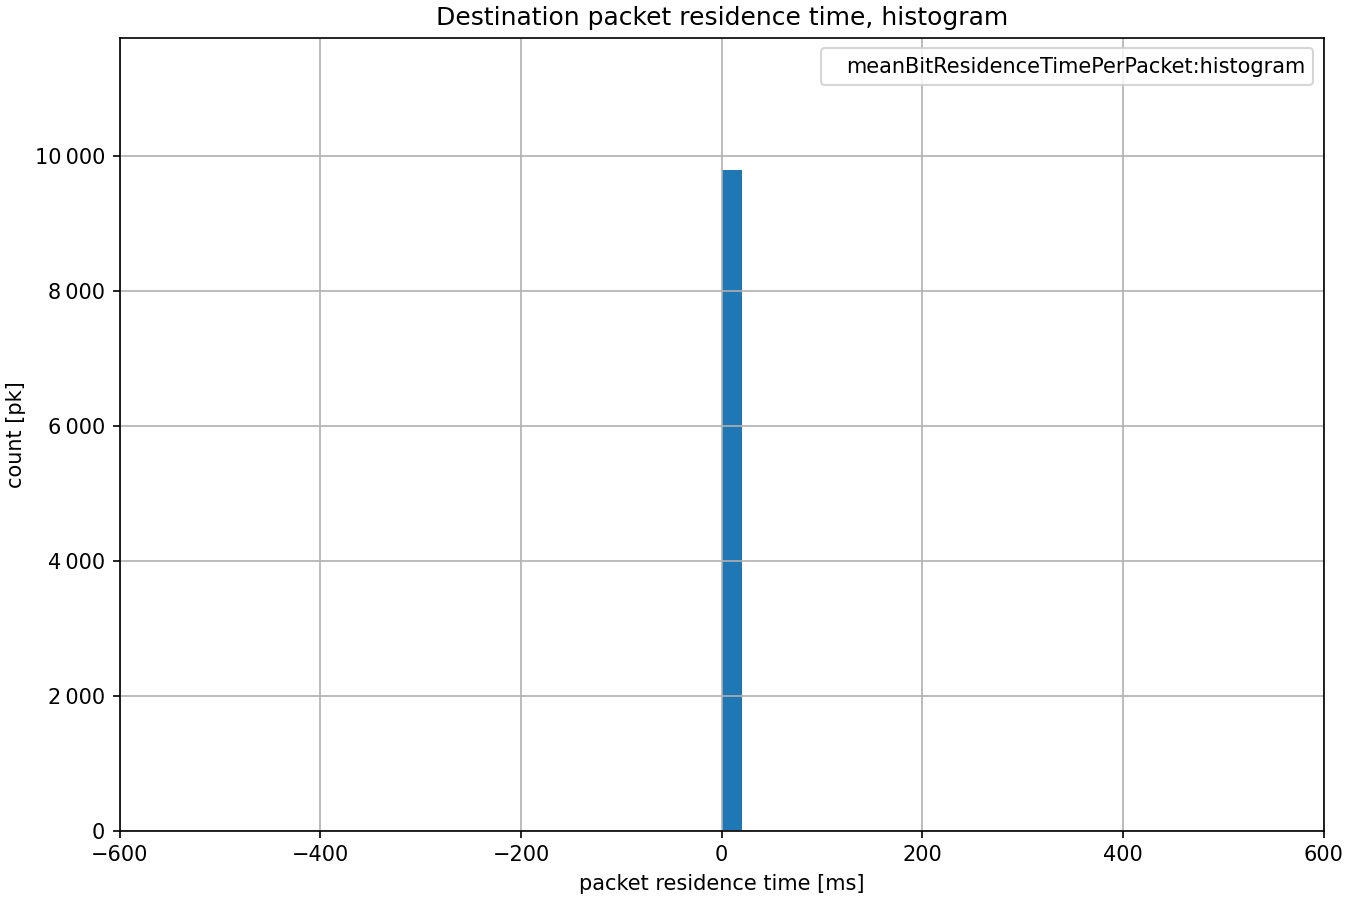 Destination packet residence time, histogram
meanBitResidenceTimePerPacket:histogram
10 000
8 000
6 000
4 000
2 000
0
count [pk]
−600 −400 −200 0 200 400 600
packet residence time [ms]